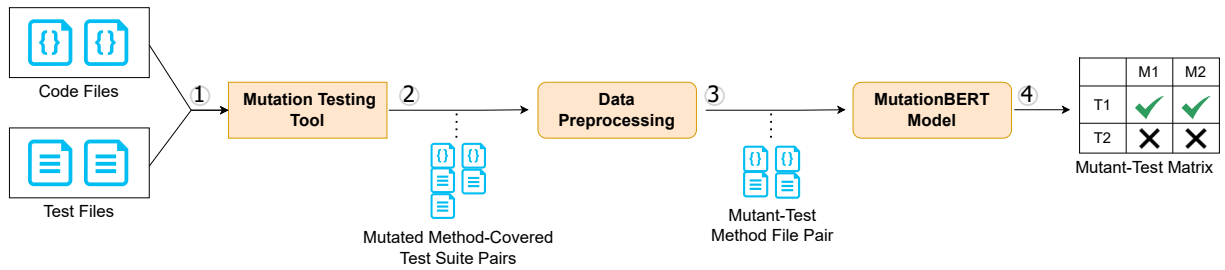 {} {}
Code Files
Test Files
1
Mutation Testing
Tool
2
{} {}
Mutated Method-Covered
Test Suite Pairs
Data
Preprocessing
3
{} {}
Mutant-Test
Method File Pair
MutationBERT
Model
4
M1 M2
T1
T2
Mutant-Test Matrix